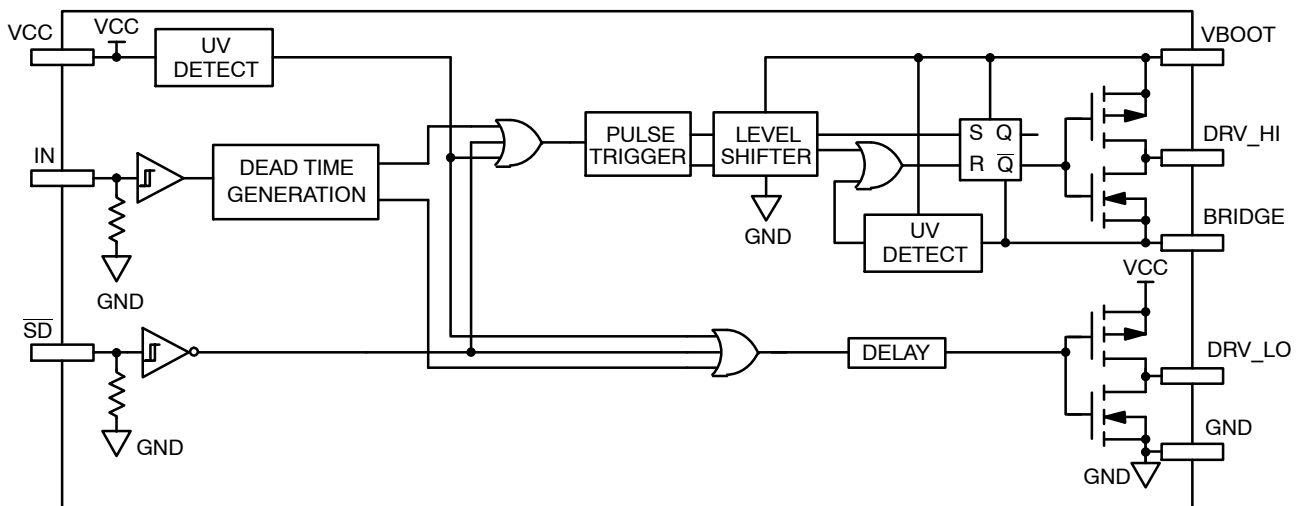 VCC
VCC
UV
DETECT
VBOOT
IN
DEAD TIME
GENERATION
PULSE
TRIGGER
LEVEL
SHIFTER
S Q
R Q̅
DRV_HI
GND
GND
UV
DETECT
BRIDGE
VCC
S̅D̅
GND
DELAY
DRV_LO
GND
GND